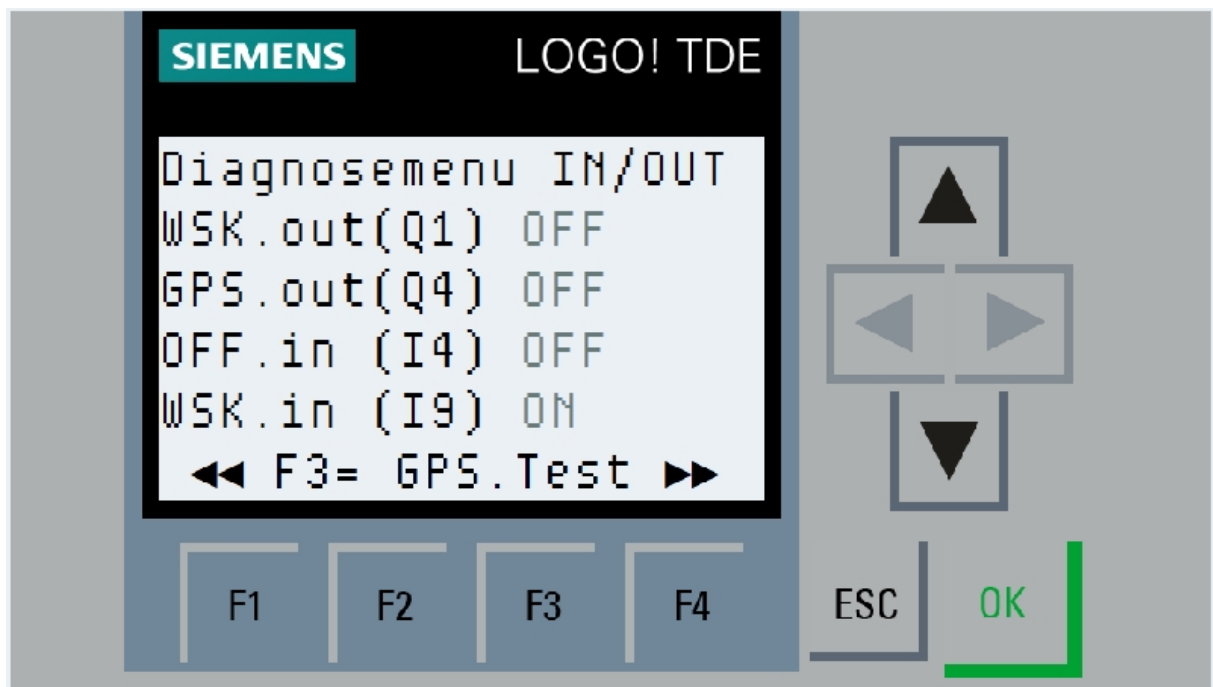 SIEMENS LOGO! TDE
Diagnosemenu IN/OUT
WSK.out(Q1) OFF
GPS.out(Q4) OFF
OFF.in (I4) OFF
WSK.in (I9) ON
◀◀ F3= GPS.Test ▶▶
F1 F2 F3 F4 ESC OK